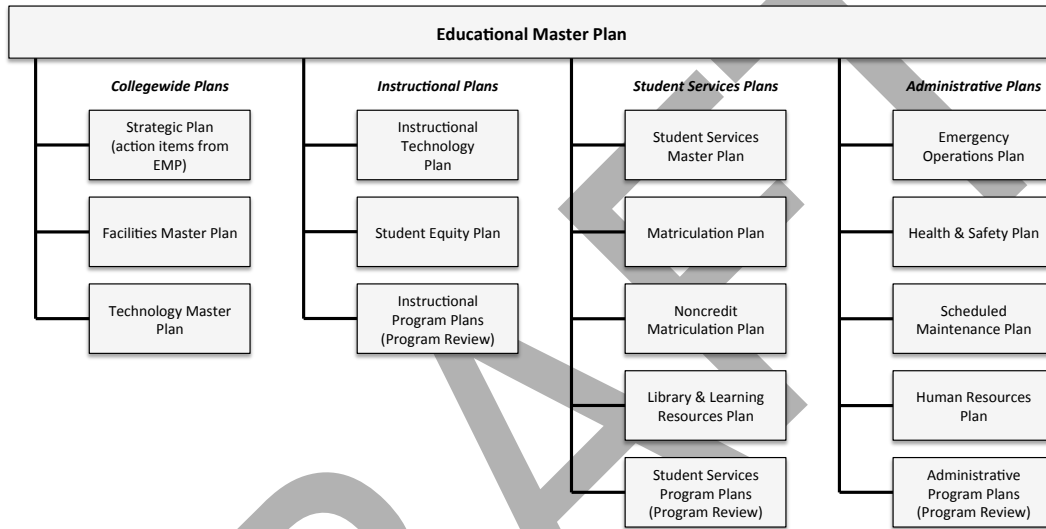 Educational Master Plan
Collegewide Plans
Strategic Plan
(action items from
EMP)
Facilities Master Plan
Technology Master
Plan
Instructional Plans
Instructional
Technology
Plan
Student Equity Plan
Instructional
Program Plans
(Program Review)
Student Services Plans
Student Services
Master Plan
Matriculation Plan
Noncredit
Matriculation Plan
Library & Learning
Resources Plan
Student Services
Program Plans
(Program Review)
Administrative Plans
Emergency
Operations Plan
Health & Safety Plan
Scheduled
Maintenance Plan
Human Resources
Plan
Administrative
Program Plans
(Program Review)